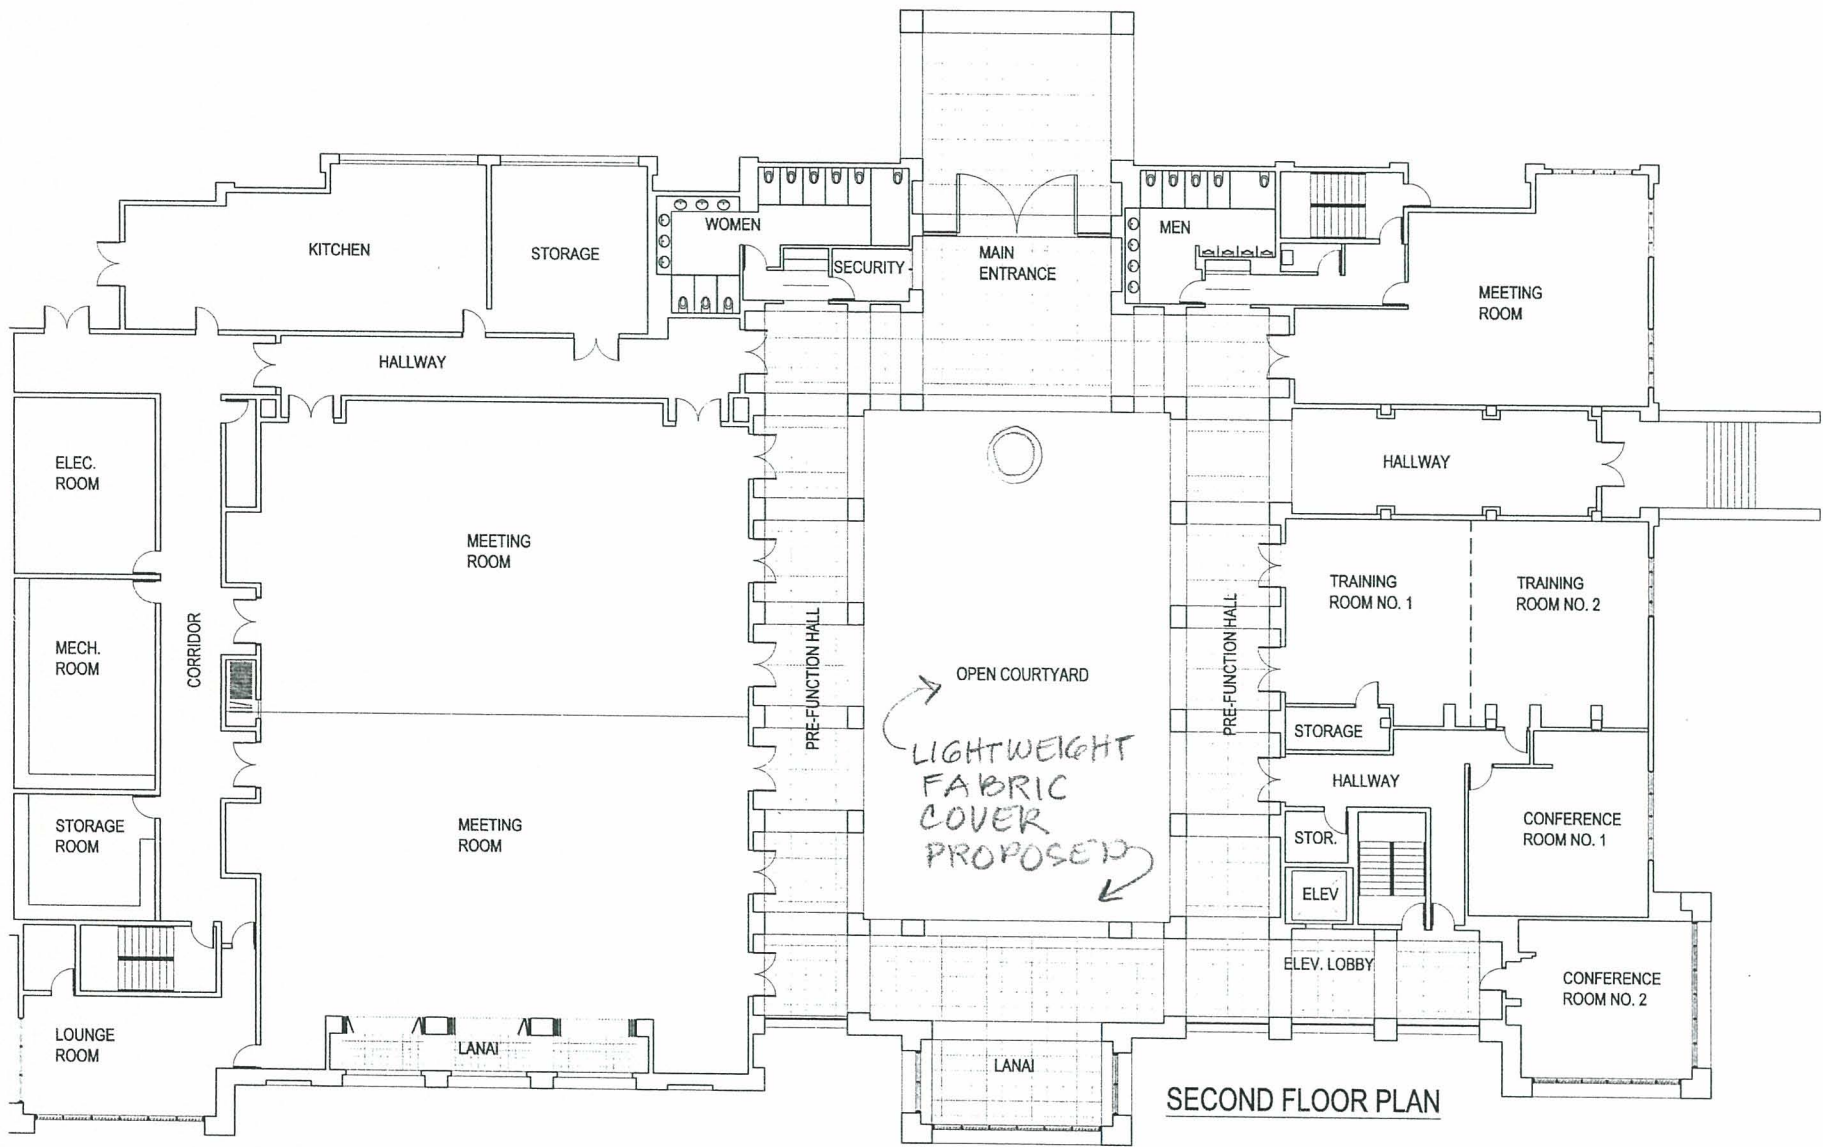 WOMEN
MEN
KITCHEN
STORAGE
SECURITY
MAIN
ENTRANCE
MEETING
ROOM
HALLWAY
ELEC.
ROOM
HALLWAY
MEETING
ROOM
TRAINING
ROOM NO. 1
TRAINING
ROOM NO. 2
MECH.
ROOM
CORRIDOR
PRE-FUNCTION HALL
OPEN COURTYARD
PRE-FUNCTION HALL
STORAGE
LIGHTWEIGHT
FABRIC
COVER
PROPOSED
HALLWAY
STORAGE
ROOM
MEETING
ROOM
STOR.
CONFERENCE
ROOM NO. 1
ELEV
ELEV. LOBBY
CONFERENCE
ROOM NO. 2
LOUNGE
ROOM
LANAI
LANAI
SECOND FLOOR PLAN